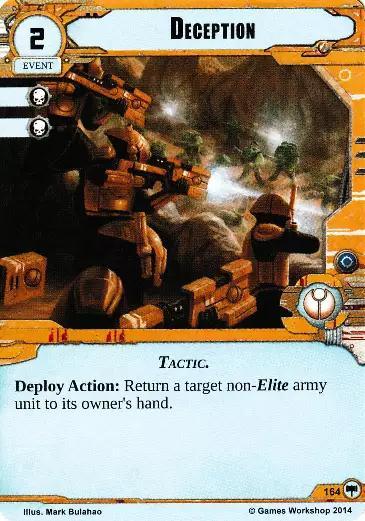 2
DECEPTION
EVENT
TACTIC.
Deploy Action: Return a target non-Elite army
unit to its owner's hand.
164
Illus. Mark Bulahao
© Games Workshop 2014